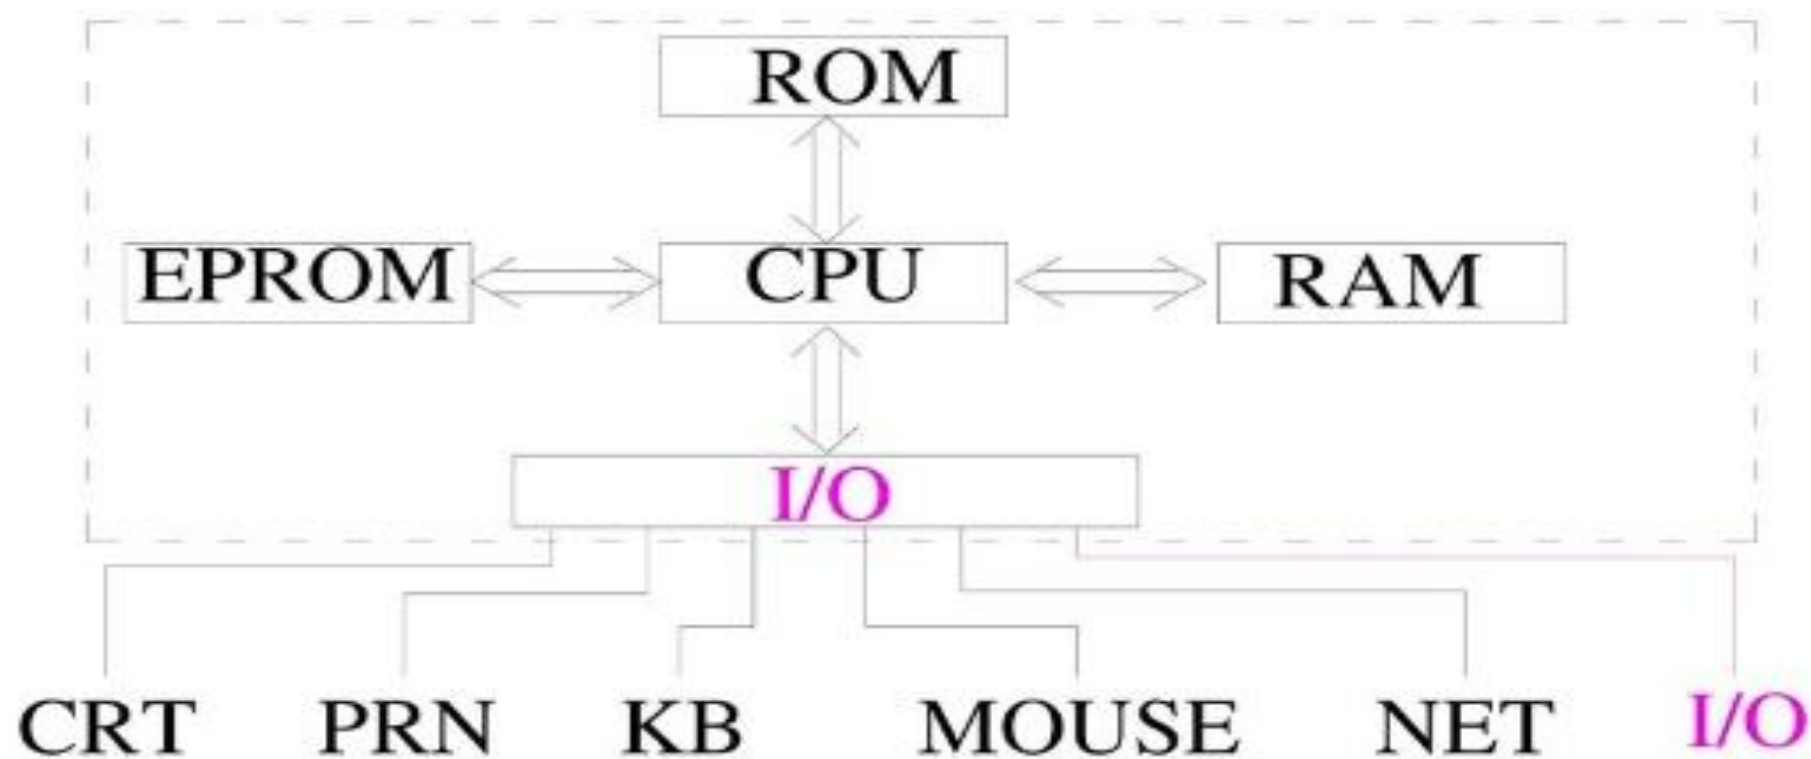 ROM
EPROM CPU RAM
I/O
CRT PRN KB MOUSE NET I/O